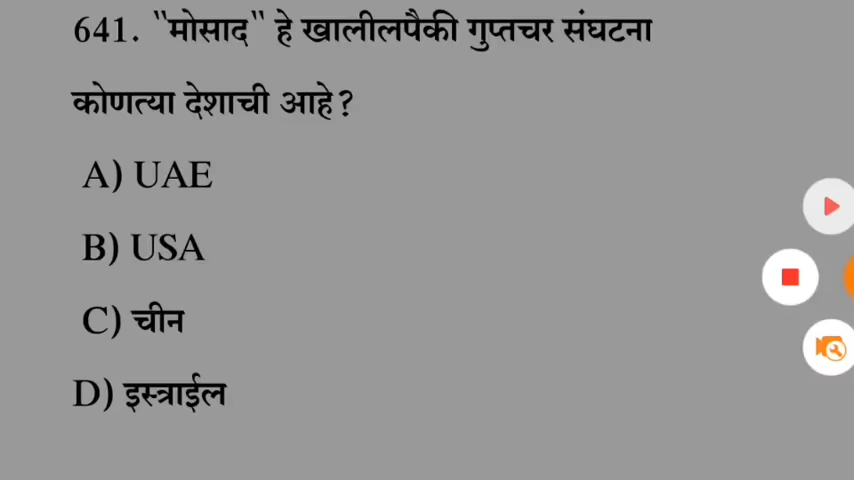 641. "मोसाद" हे खालीलपैकी गुप्तचर संघटना
कोणत्या देशाची आहे?
A) UAE
B) USA
C) चीन
D) इस्त्राईल